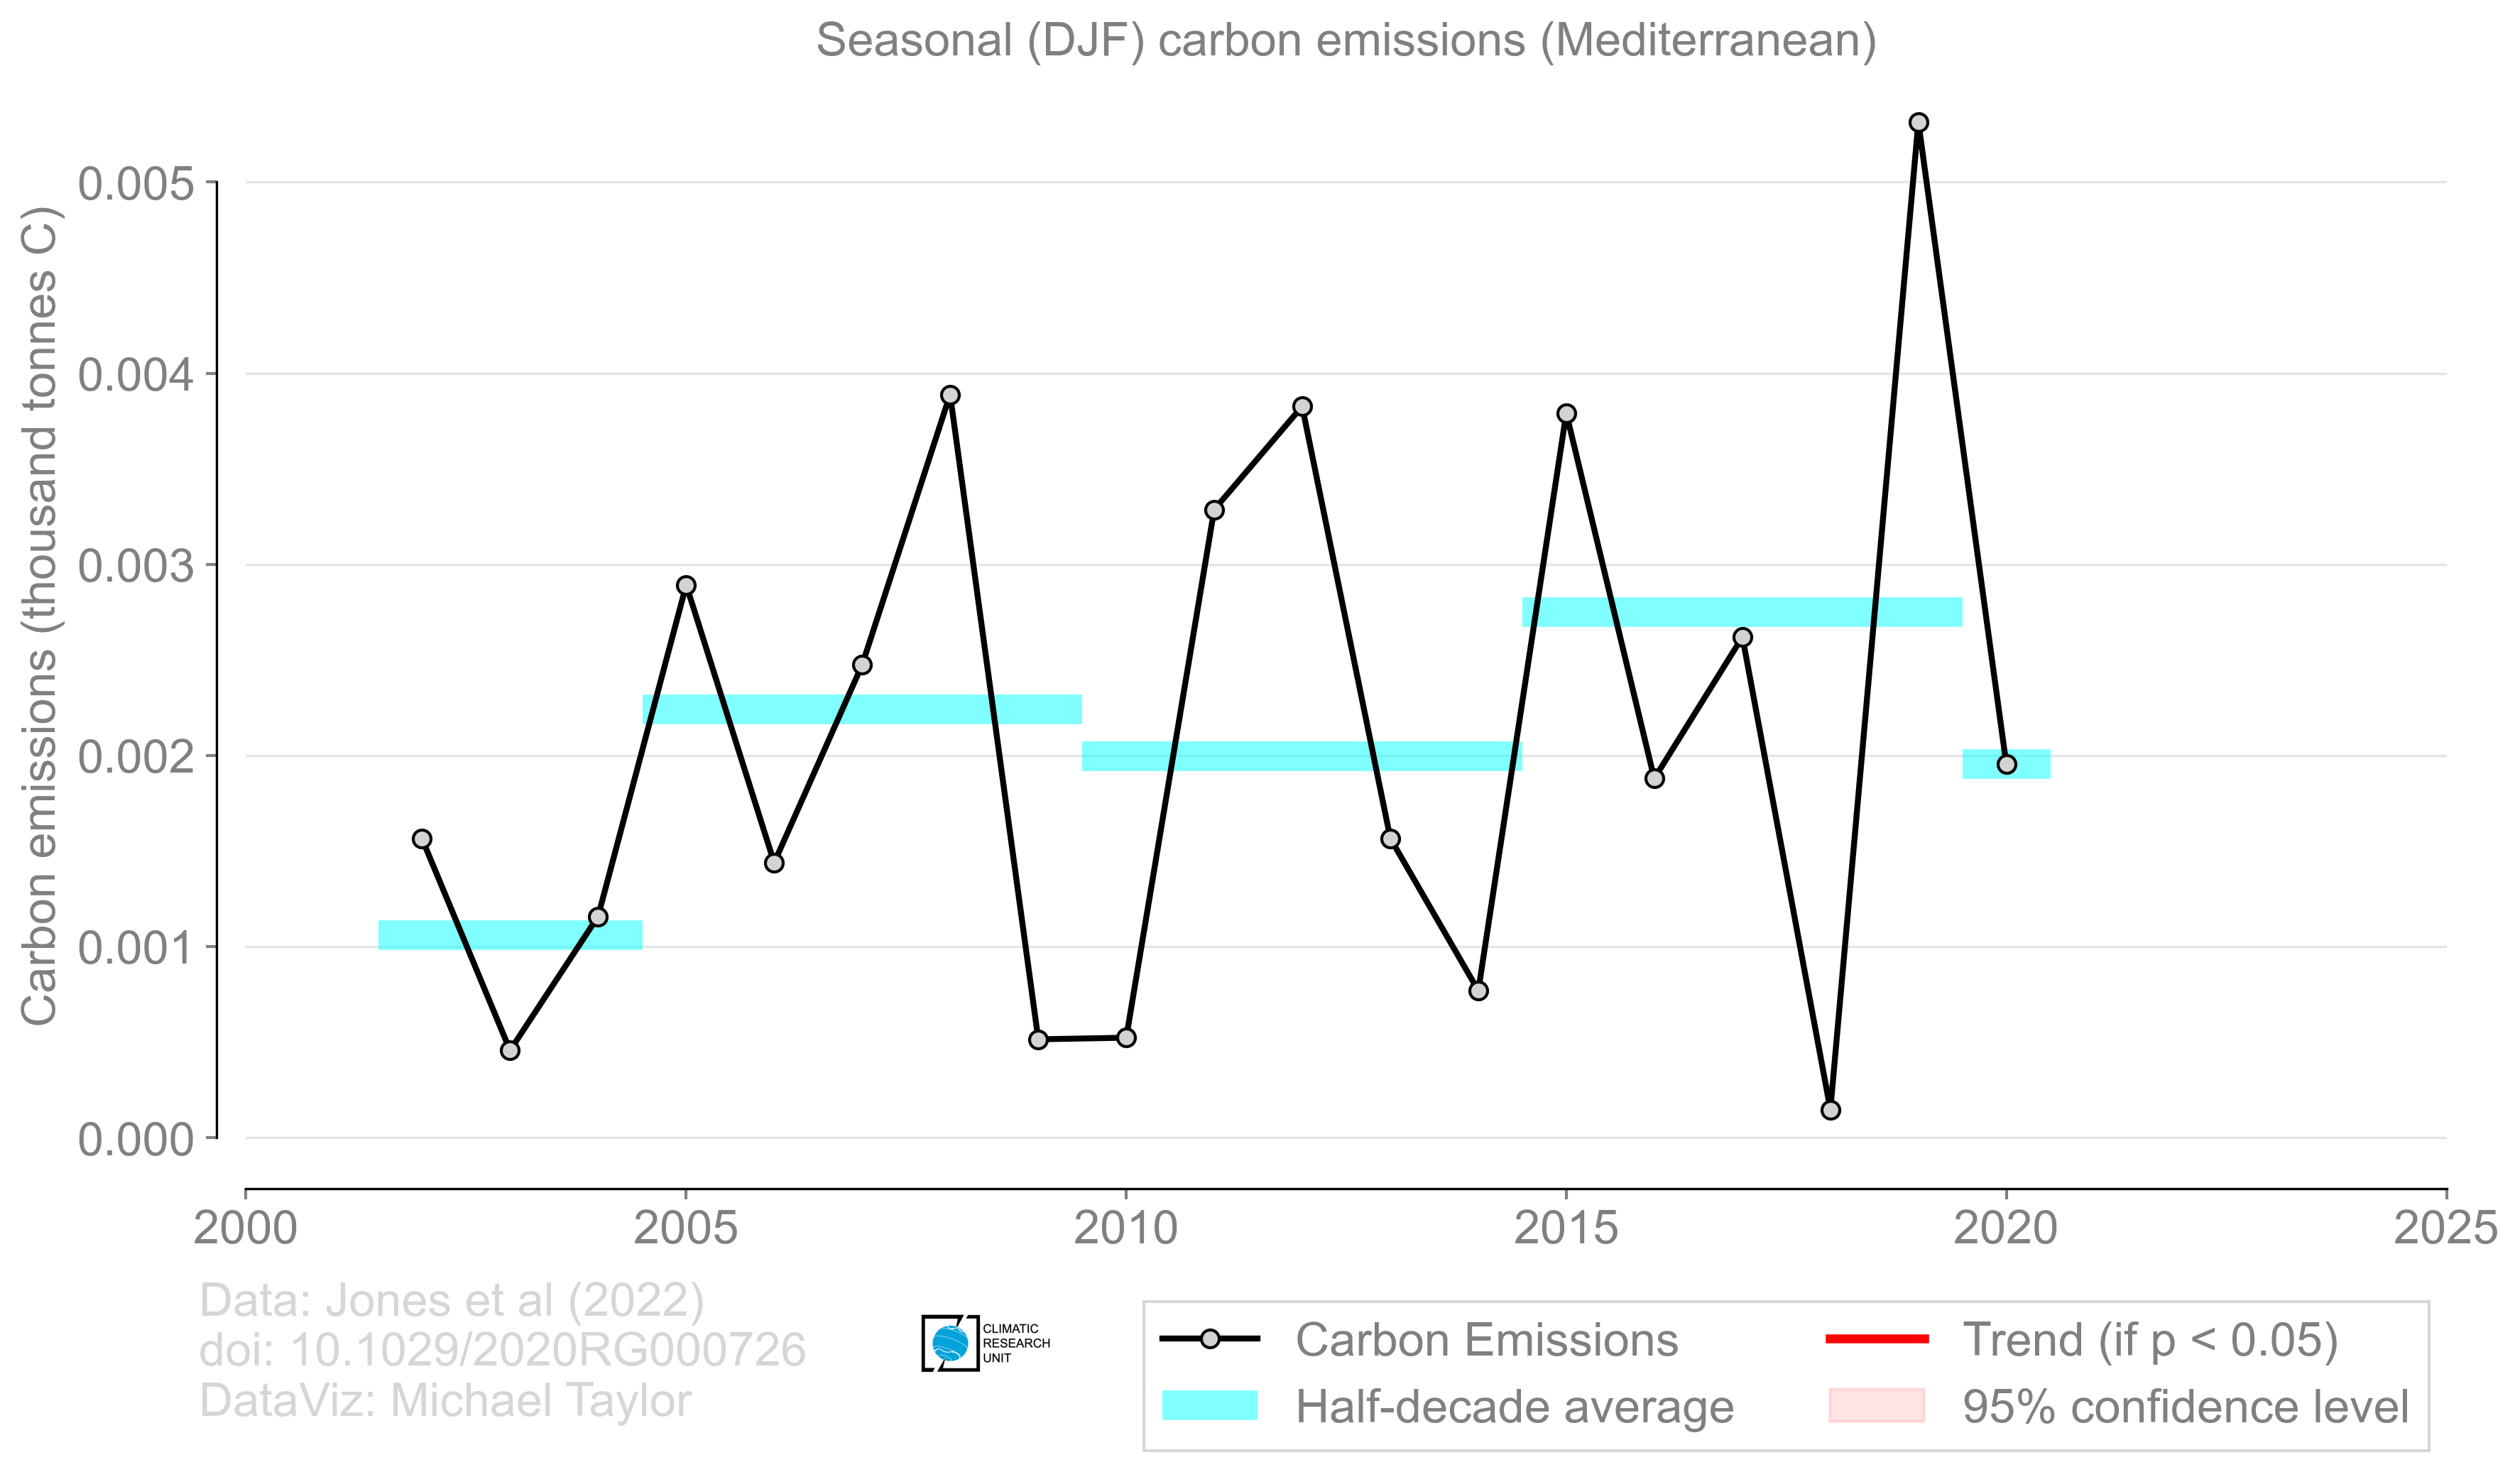 Seasonal (DJF) carbon emissions (Mediterranean)
Carbon emissions (thousand tonnes C)
0.005
0.004
0.003
0.002
0.001
0.000
2000 2005 2010 2015 2020 2025
Data: Jones et al (2022)
doi: 10.1029/2020RG000726
DataViz: Michael Taylor
CLIMATIC
RESEARCH
UNIT
Carbon Emissions
Half-decade average
Trend (if p < 0.05)
95% confidence level